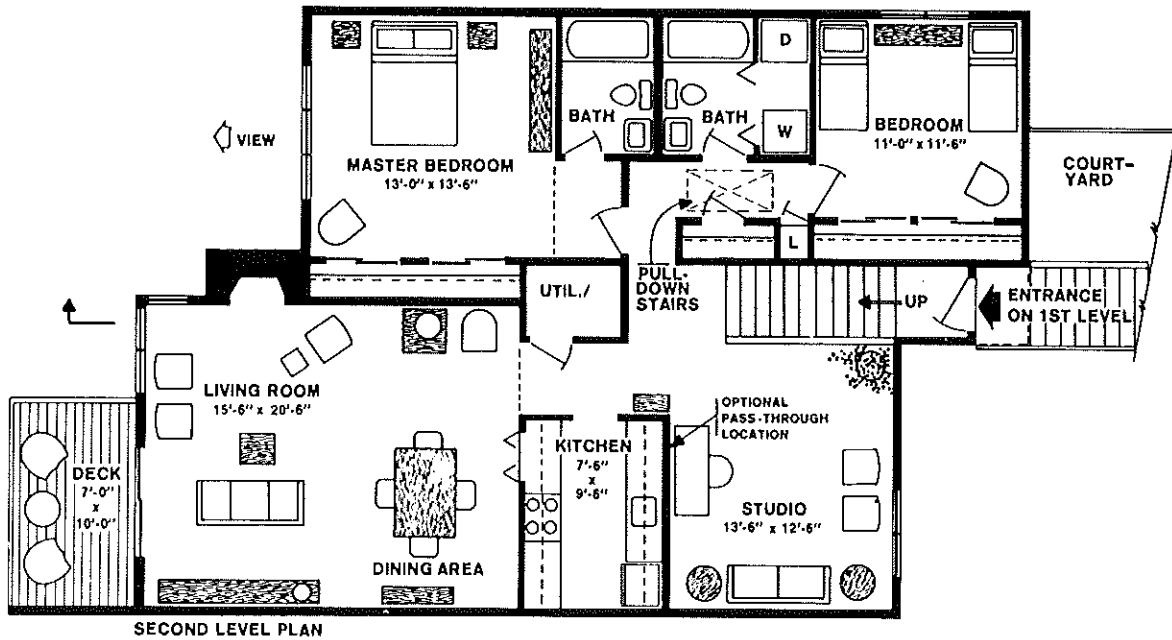 D
BATH
BATH
W
BEDROOM
11'-0" x 11'-6"
VIEW
MASTER BEDROOM
13'-0" x 13'-6"
COURT-
YARD
L
PULL-
DOWN
STAIRS
UTIL./
UP
ENTRANCE
ON 1ST LEVEL
LIVING ROOM
15'-6" x 20'-6"
OPTIONAL
PASS-THROUGH
LOCATION
KITCHEN
7'-6"
x
9'-6"
DECK
7'-0"
x
10'-0"
STUDIO
13'-6" x 12'-6"
DINING AREA
SECOND LEVEL PLAN